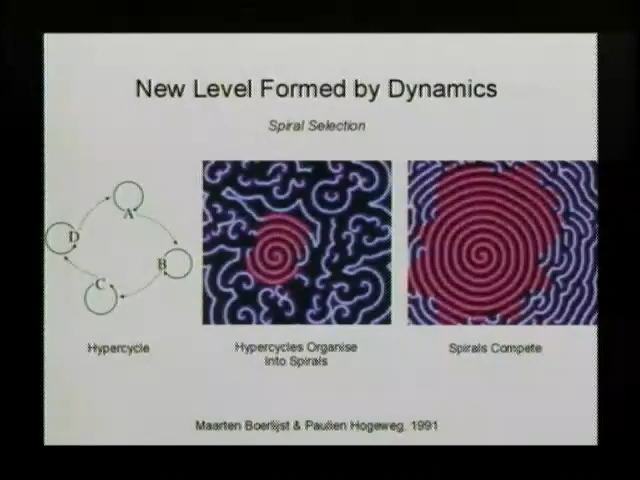 New Level Formed by Dynamics
Spiral Selection
A
D
B
C
Hypercycle
Hypercycles Organise
Into Spirals
Spirals Compete
Maarten Boerlijst & Paulien Hogeweg, 1991